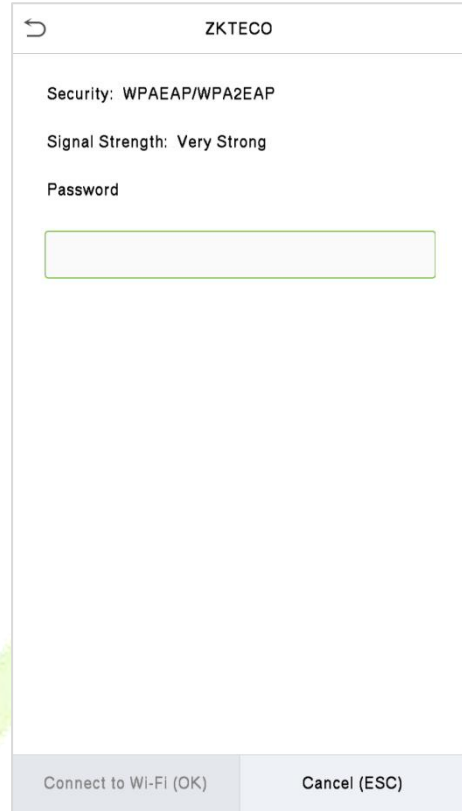 ZKTECO
Security: WPAEAP/WPA2EAP
Signal Strength: Very Strong
Password
Connect to Wi-Fi (OK)
Cancel (ESC)